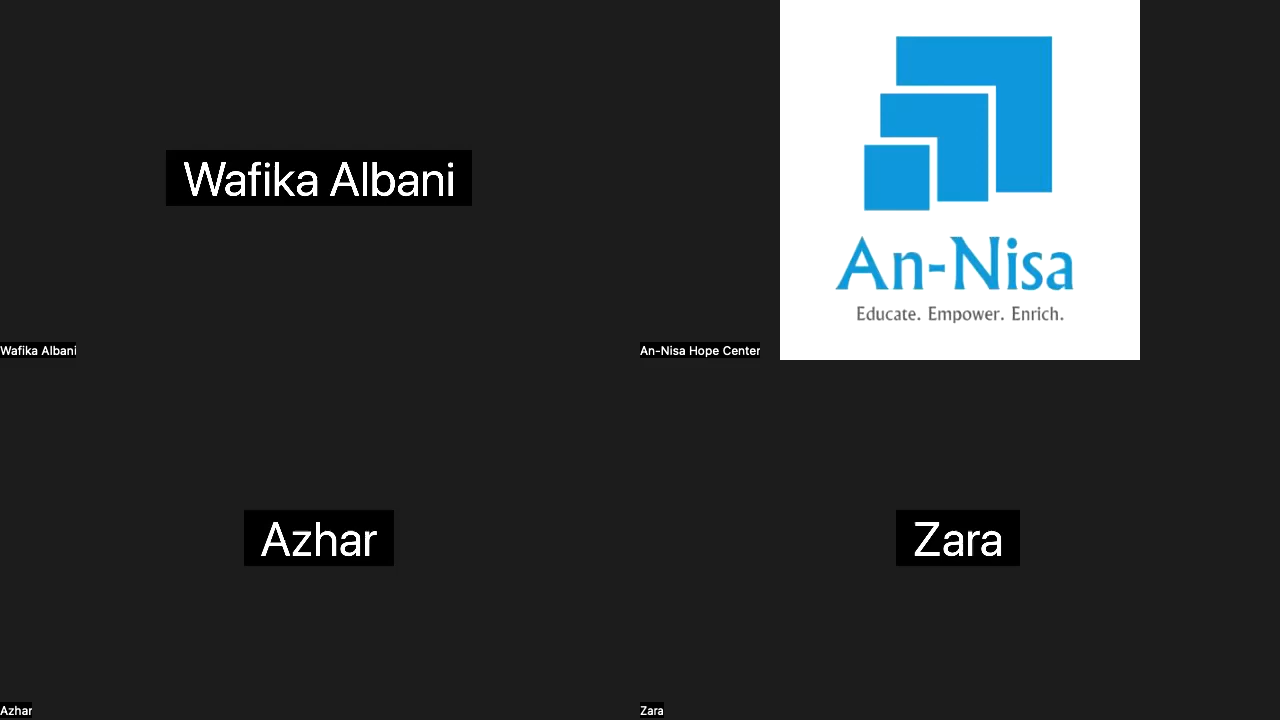 Wafika Albani
Wafika Albani
An-Nisa
Educate. Empower. Enrich.
An-Nisa Hope Center
Azhar
Azhar
Zara
Zara